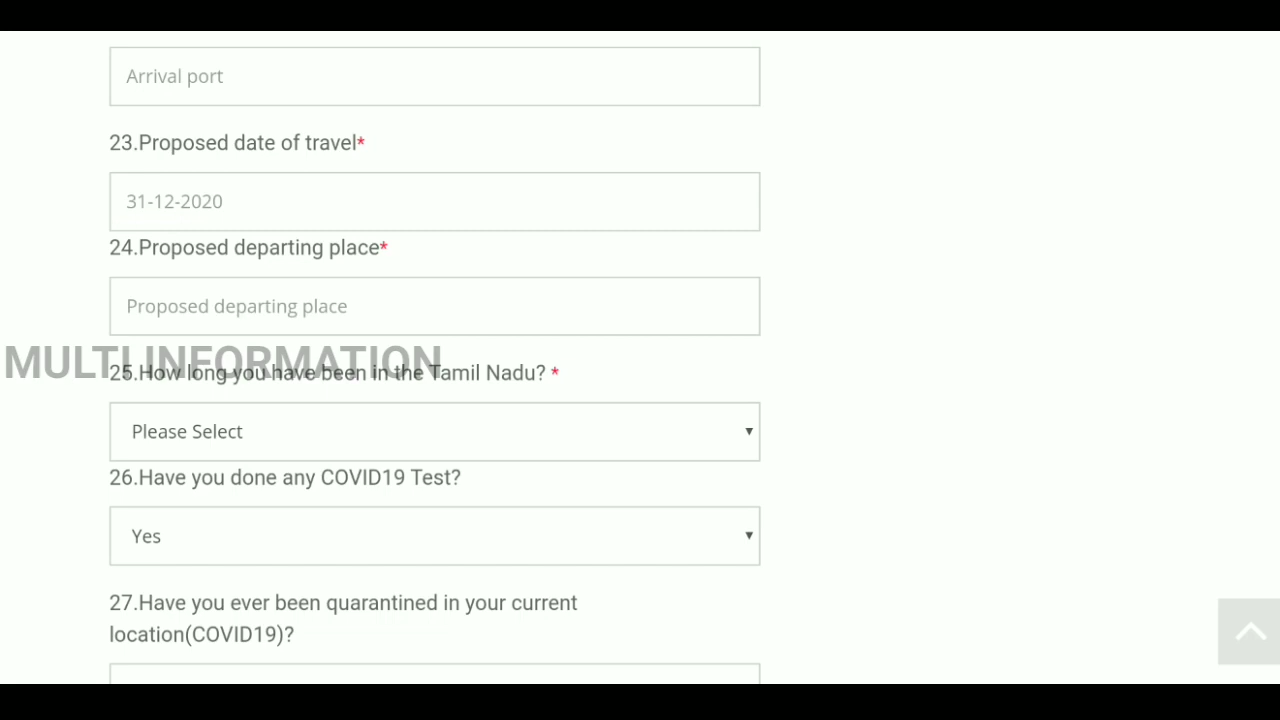 Arrival port
23.Proposed date of travel*
31-12-2020
24.Proposed departing place*
Proposed departing place
MULTI INFORMATION
25.How long you have been in the Tamil Nadu? *
Please Select
26.Have you done any COVID19 Test?
Yes
27.Have you ever been quarantined in your current
location(COVID19)?